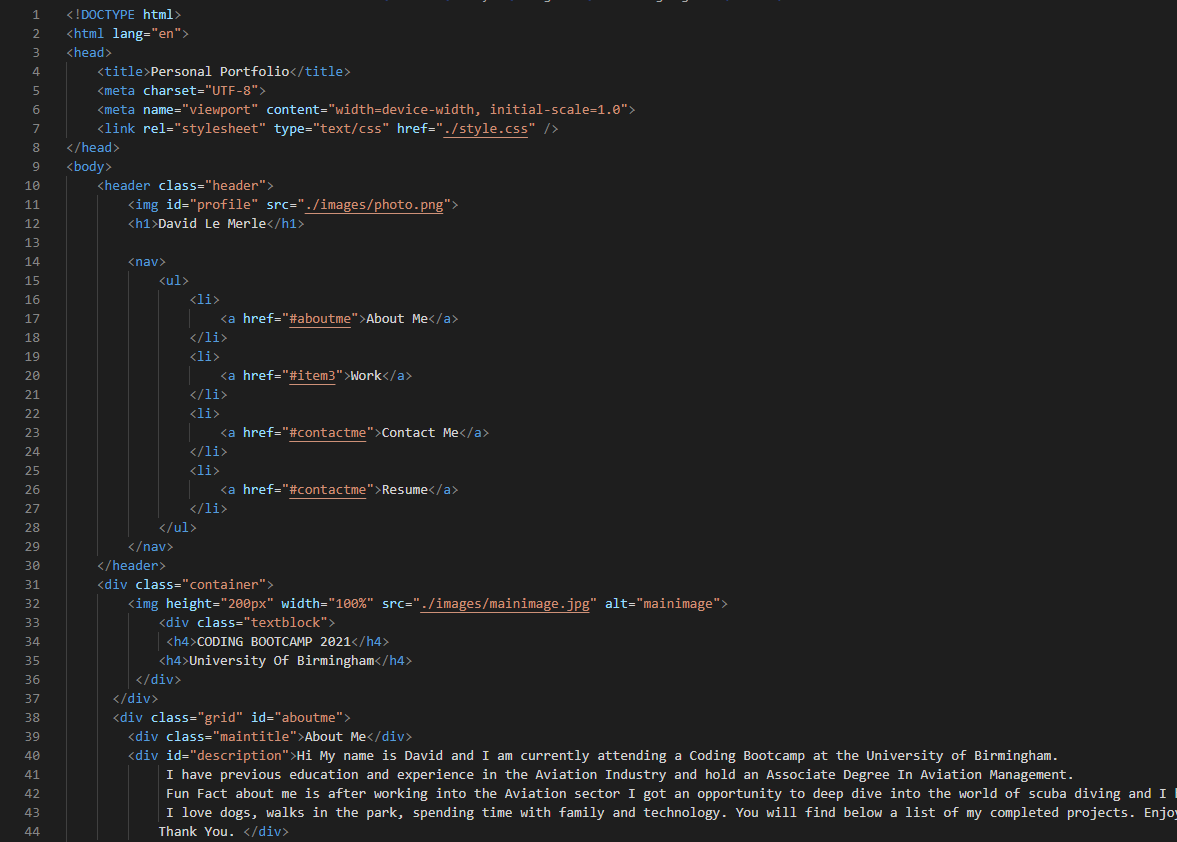 1 <!DOCTYPE html>
2 <html lang="en">
3 <head>
4     <title>Personal Portfolio</title>
5     <meta charset="UTF-8">
6     <meta name="viewport" content="width=device-width, initial-scale=1.0">
7     <link rel="stylesheet" type="text/css" href="./style.css" />
8 </head>
9 <body>
10     <header class="header">
11         <img id="profile" src="./images/photo.png">
12         <h1>David Le Merle</h1>
13
14         <nav>
15             <ul>
16                 <li>
17                     <a href="#aboutme">About Me</a>
18                 </li>
19                 <li>
20                     <a href="#item3">Work</a>
21                 </li>
22                 <li>
23                     <a href="#contactme">Contact Me</a>
24                 </li>
25                 <li>
26                     <a href="#contactme">Resume</a>
27                 </li>
28             </ul>
29         </nav>
30     </header>
31     <div class="container">
32         <img height="200px" width="100%" src="./images/mainimage.jpg" alt="mainimage">
33             <div class="textblock">
34              <h4>CODING BOOTCAMP 2021</h4>
35             <h4>University Of Birmingham</h4>
36          </div>
37       </div>
38       <div class="grid" id="aboutme">
39         <div class="maintitle">About Me</div>
40         <div id="description">Hi My name is David and I am currently attending a Coding Bootcamp at the University of Birmingham.
41              I have previous education and experience in the Aviation Industry and hold an Associate Degree In Aviation Management.
42              Fun Fact about me is after working into the Aviation sector I got an opportunity to deep dive into the world of scuba diving and I
43              I love dogs, walks in the park, spending time with family and technology. You will find below a list of my completed projects.
44             Thank You. </div>